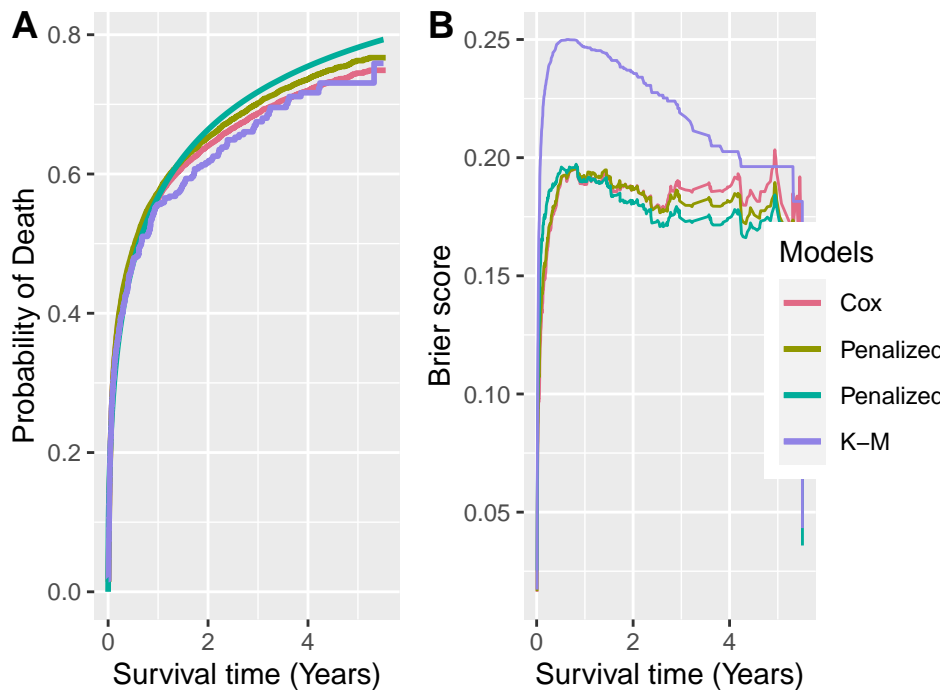 A
Probability of Death
0.8
0.6
0.4
0.2
0.0
0
2
4
Survival time (Years)
B
Brier score
0.25
0.20
0.15
0.10
0.05
0
2
4
Survival time (Years)
Models
Cox
Penalized
Penalized
K−M